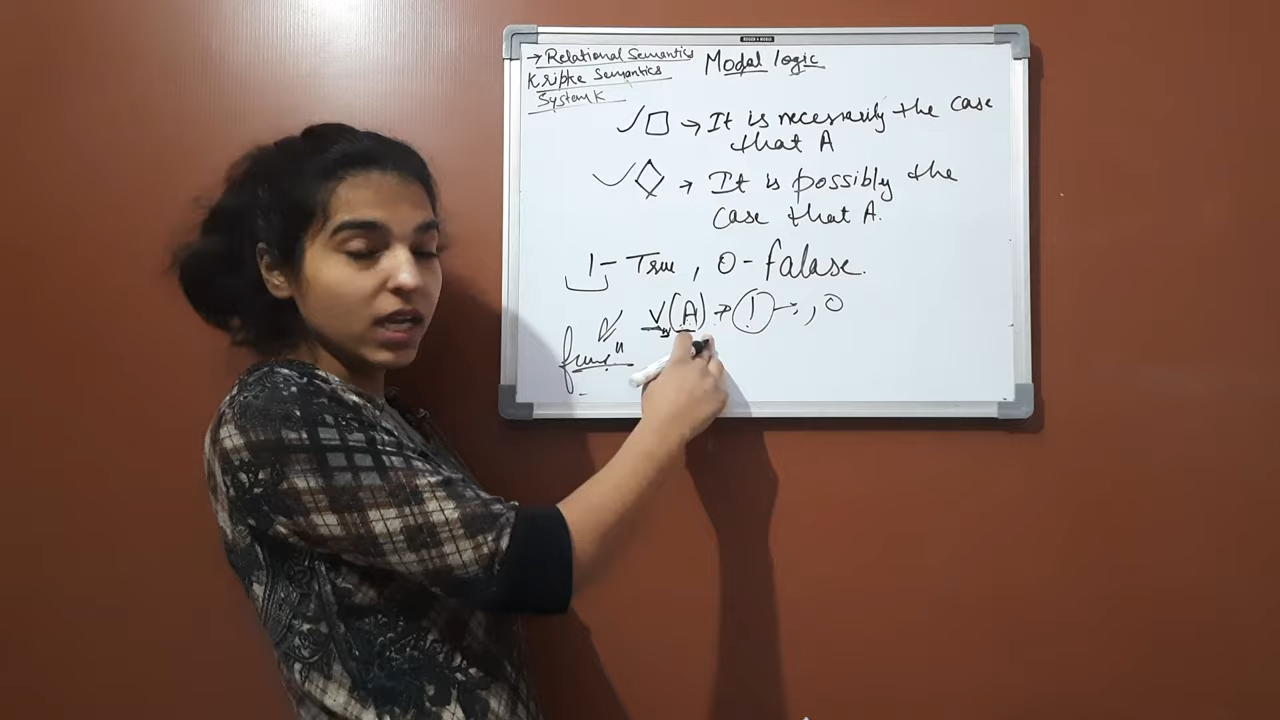 → Relational Semantics
Kripke Semantics
System K
Modal logic
✓□ → It is necessarily the case
that A
✓◇ → It is possibly the
case that A.
1 - True , 0 - falase.
V(A) → 1 → , 0
func"